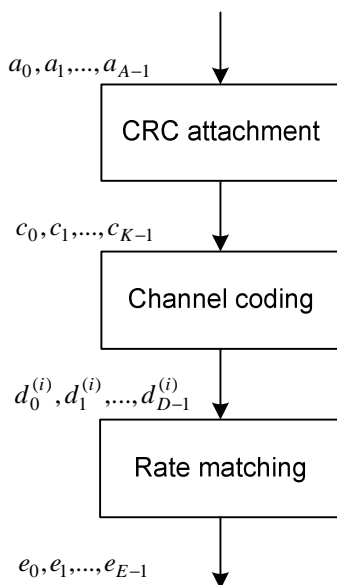 a_0, a_1,..., a_{A-1}
CRC attachment
c_0, c_1,..., c_{K-1}
Channel coding
d_0^{(i)}, d_1^{(i)},..., d_{D-1}^{(i)}
Rate matching
e_0, e_1,..., e_{E-1}